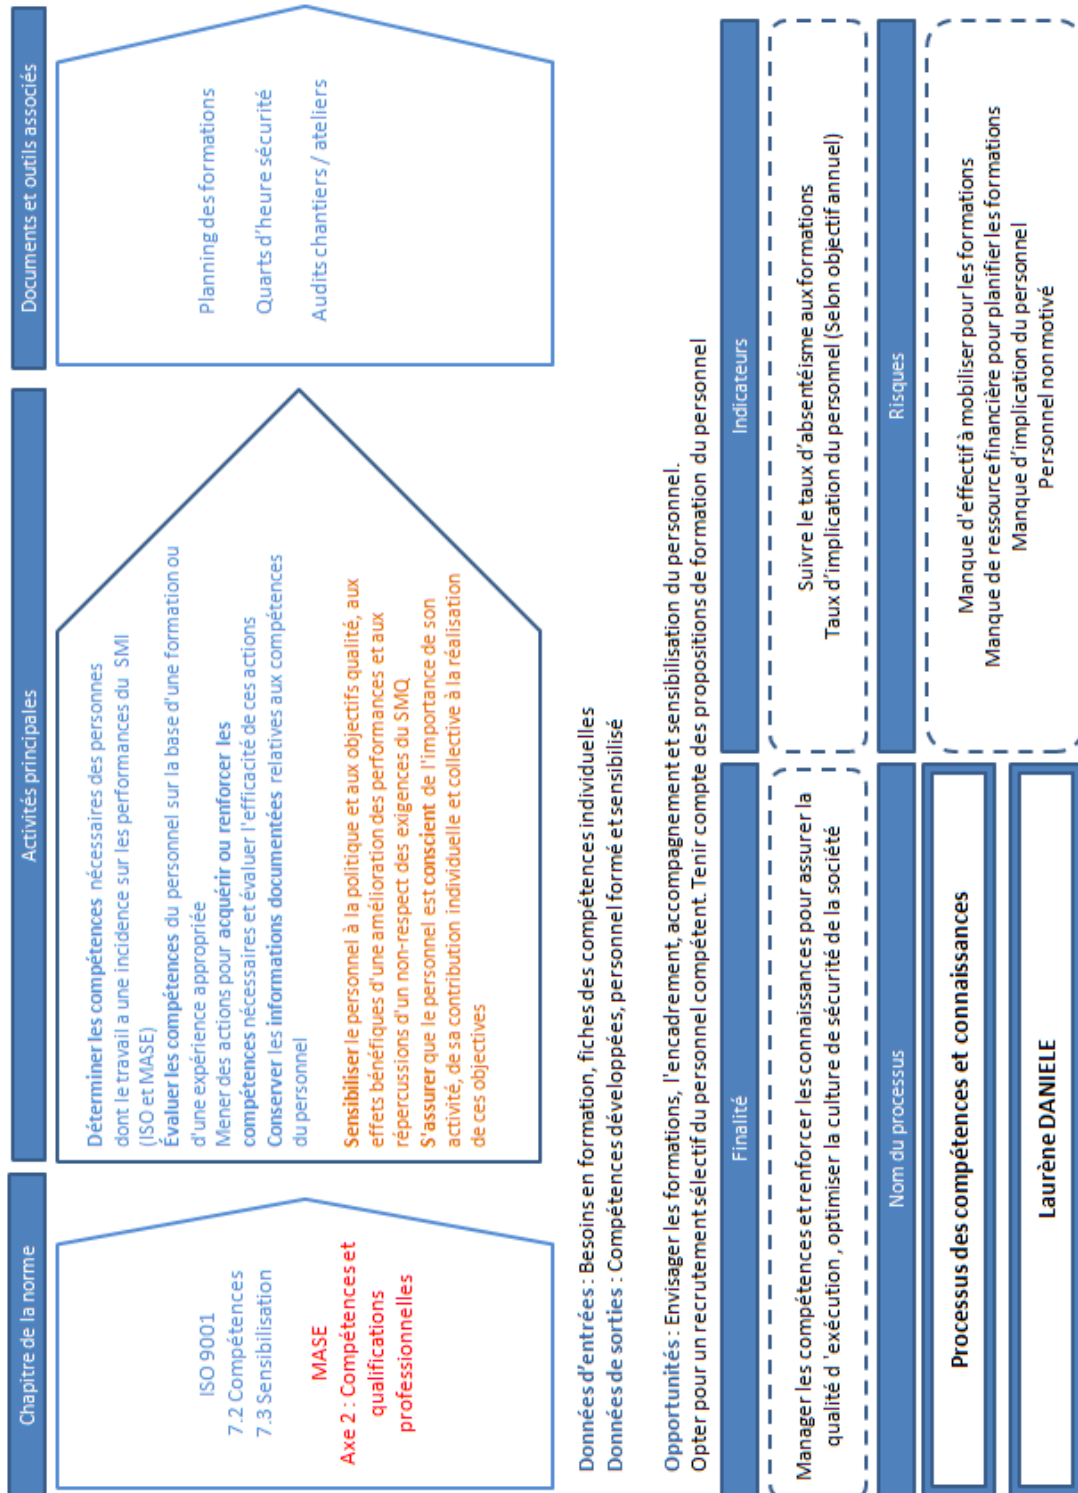 Chapitre de la norme
ISO 9001
7.2 Compétences
7.3 Sensibilisation
MASE
Axe 2 : Compétences et
qualifications
professionnelles
Activités principales
Déterminer les compétences nécessaires des personnes
dont le travail a une incidence sur les performances du SMI
(ISO et MASE)
Évaluer les compétences du personnel sur la base d'une formation ou
d'une expérience appropriée
Mener des actions pour acquérir ou renforcer les
compétences nécessaires et évaluer l'efficacité de ces actions
Conserver les informations documentées relatives aux compétences
du personnel
Sensibiliser le personnel à la politique et aux objectifs qualité, aux
effets bénéfiques d'une amélioration des performances et aux
répercussions d'un non-respect des exigences du SMQ
S'assurer que le personnel est conscient de l'importance de son
activité, de sa contribution individuelle et collective à la réalisation
de ces objectives
Documents et outils associés
Planning des formations
Quarts d'heure sécurité
Audits chantiers / ateliers
Données d'entrées : Besoins en formation, fiches des compétences individuelles
Données de sorties : Compétences développées, personnel formé et sensibilisé
Opportunités : Envisager les formations, l'encadrement, accompagnement et sensibilisation du personnel.
Opter pour un recrutement sélectif du personnel compétent. Tenir compte des propositions de formation du personnel
Finalité
Manager les compétences et renforcer les connaissances pour assurer la
qualité d'exécution, optimiser la culture de sécurité de la société
Indicateurs
Suivre le taux d'absentéisme aux formations
Taux d'implication du personnel (Selon objectif annuel)
Nom du processus
Processus des compétences et connaissances
Laurène DANIELE
Risques
Manque d'effectif à mobiliser pour les formations
Manque de ressource financière pour planifier les formations
Manque d'implication du personnel
Personnel non motivé